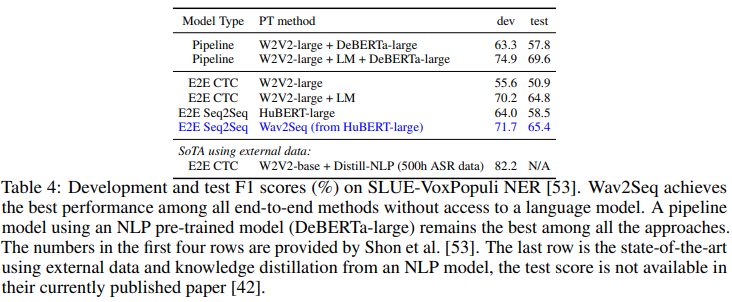 Model Type PT method dev test
Pipeline W2V2-large + DeBERTa-large 63.3 57.8
Pipeline W2V2-large + LM + DeBERTa-large 74.9 69.6
E2E CTC W2V2-large 55.6 50.9
E2E CTC W2V2-large + LM 70.2 64.8
E2E Seq2Seq HuBERT-large 64.0 58.5
E2E Seq2Seq Wav2Seq (from HuBERT-large) 71.7 65.4
SoTA using external data:
E2E CTC W2V2-base + Distill-NLP (500h ASR data) 82.2 N/A
Table 4: Development and test F1 scores (%) on SLUE-VoxPopuli NER [53]. Wav2Seq achieves
the best performance among all end-to-end methods without access to a language model. A pipeline
model using an NLP pre-trained model (DeBERTa-large) remains the best among all the approaches.
The numbers in the first four rows are provided by Shon et al. [53]. The last row is the state-of-the-art
using external data and knowledge distillation from an NLP model, the test score is not available in
their currently published paper [42].